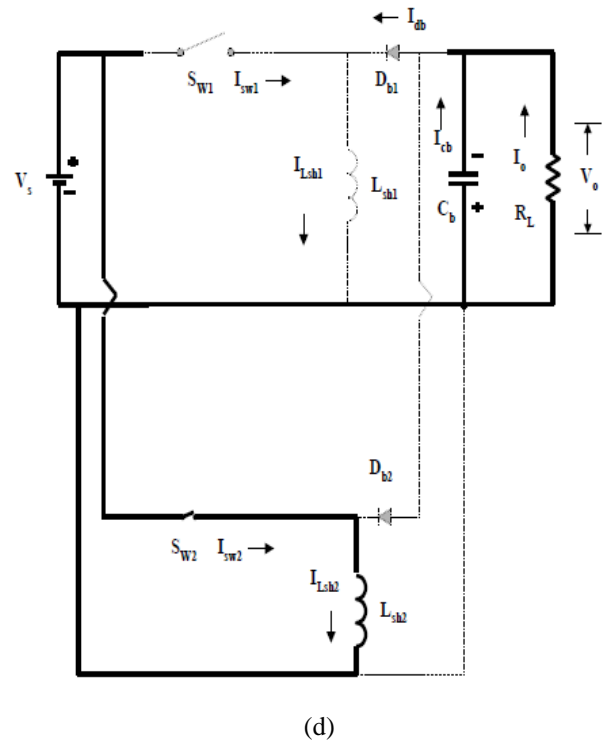 I_db
S_W1 I_sw1 D_b1
V_s + -
I_Lsh1 L_sh1
I_cb - C_b +
I_o R_L
V_o
D_b2
S_W2 I_sw2
I_Lsh2 L_sh2
(d)